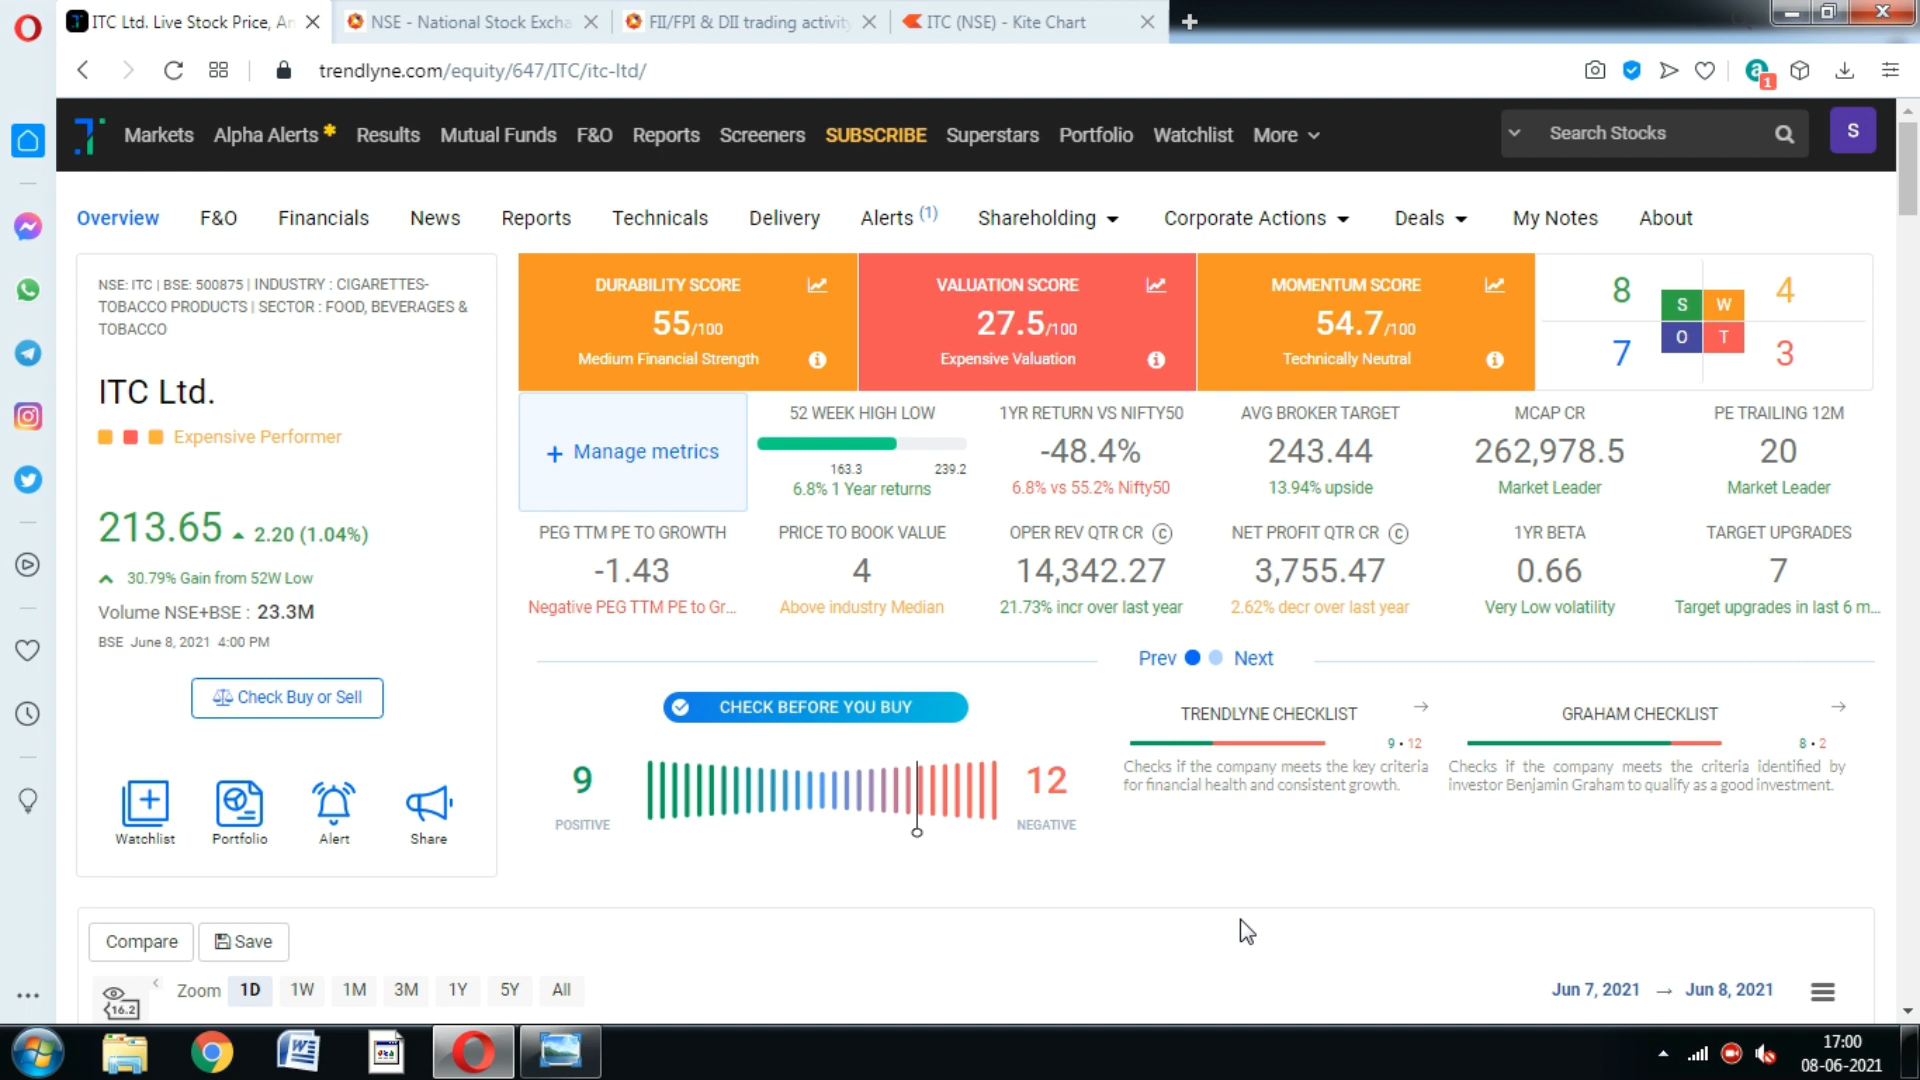 ITC Ltd. Live Stock Price, An
NSE - National Stock Excha
FII/FPI & DII trading activity
ITC (NSE) - Kite Chart
trendlyne.com/equity/647/ITC/itc-ltd/
1
Markets Alpha Alerts Results Mutual Funds F&O Reports Screeners SUBSCRIBE Superstars Portfolio Watchlist More
Search Stocks
S
Overview F&O Financials News Reports Technicals Delivery Alerts (1) Shareholding Corporate Actions Deals My Notes About
NSE: ITC | BSE: 500875 | INDUSTRY : CIGARETTES-
TOBACCO PRODUCTS | SECTOR : FOOD, BEVERAGES &
TOBACCO
ITC Ltd.
Expensive Performer
213.65 2.20 (1.04%)
30.79% Gain from 52W Low
Volume NSE+BSE : 23.3M
BSE June 8, 2021 4:00 PM
Check Buy or Sell
Watchlist Portfolio Alert Share
DURABILITY SCORE
55/100
Medium Financial Strength
VALUATION SCORE
27.5/100
Expensive Valuation
MOMENTUM SCORE
54.7/100
Technically Neutral
8 S W 4
7 O T 3
+ Manage metrics
52 WEEK HIGH LOW
163.3 239.2
6.8% 1 Year returns
1YR RETURN VS NIFTY50
-48.4%
6.8% vs 55.2% Nifty50
AVG BROKER TARGET
243.44
13.94% upside
MCAP CR
262,978.5
Market Leader
PE TRAILING 12M
20
Market Leader
PEG TTM PE TO GROWTH
-1.43
Negative PEG TTM PE to Gr...
PRICE TO BOOK VALUE
4
Above industry Median
OPER REV QTR CR C
14,342.27
21.73% incr over last year
NET PROFIT QTR CR C
3,755.47
2.62% decr over last year
1YR BETA
0.66
Very Low volatility
TARGET UPGRADES
7
Target upgrades in last 6 m...
Prev Next
CHECK BEFORE YOU BUY
9
POSITIVE
12
NEGATIVE
TRENDLYNE CHECKLIST
9 • 12
Checks if the company meets the key criteria
for financial health and consistent growth.
GRAHAM CHECKLIST
8 • 2
Checks if the company meets the criteria identified by
investor Benjamin Graham to qualify as a good investment.
Compare Save
16.2
Zoom 1D 1W 1M 3M 1Y 5Y All
Jun 7, 2021 → Jun 8, 2021
17:00
08-06-2021